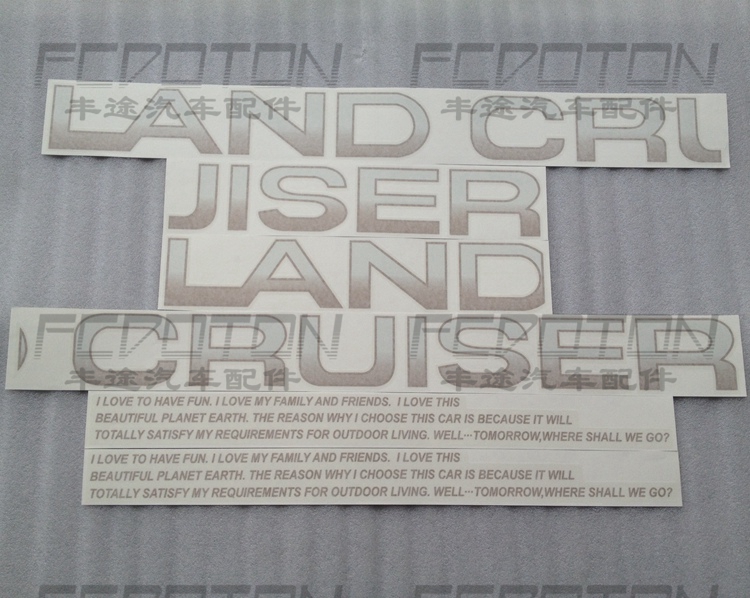 FCDOTON FCDOTON
丰途汽车配件 丰途汽车配件
LAND CRU
JISER
LAND
CRUISER
FCDOTON FCDOTON
丰途汽车配件 丰途汽车配件
I LOVE TO HAVE FUN. I LOVE MY FAMILY AND FRIENDS. I LOVE THIS
BEAUTIFUL PLANET EARTH. THE REASON WHY I CHOOSE THIS CAR IS BECAUSE IT WILL
TOTALLY SATISFY MY REQUIREMENTS FOR OUTDOOR LIVING. WELL···TOMORROW,WHERE SHALL WE GO?
I LOVE TO HAVE FUN. I LOVE MY FAMILY AND FRIENDS. I LOVE THIS
BEAUTIFUL PLANET EARTH. THE REASON WHY I CHOOSE THIS CAR IS BECAUSE IT WILL
TOTALLY SATISFY MY REQUIREMENTS FOR OUTDOOR LIVING. WELL···TOMORROW,WHERE SHALL WE GO?